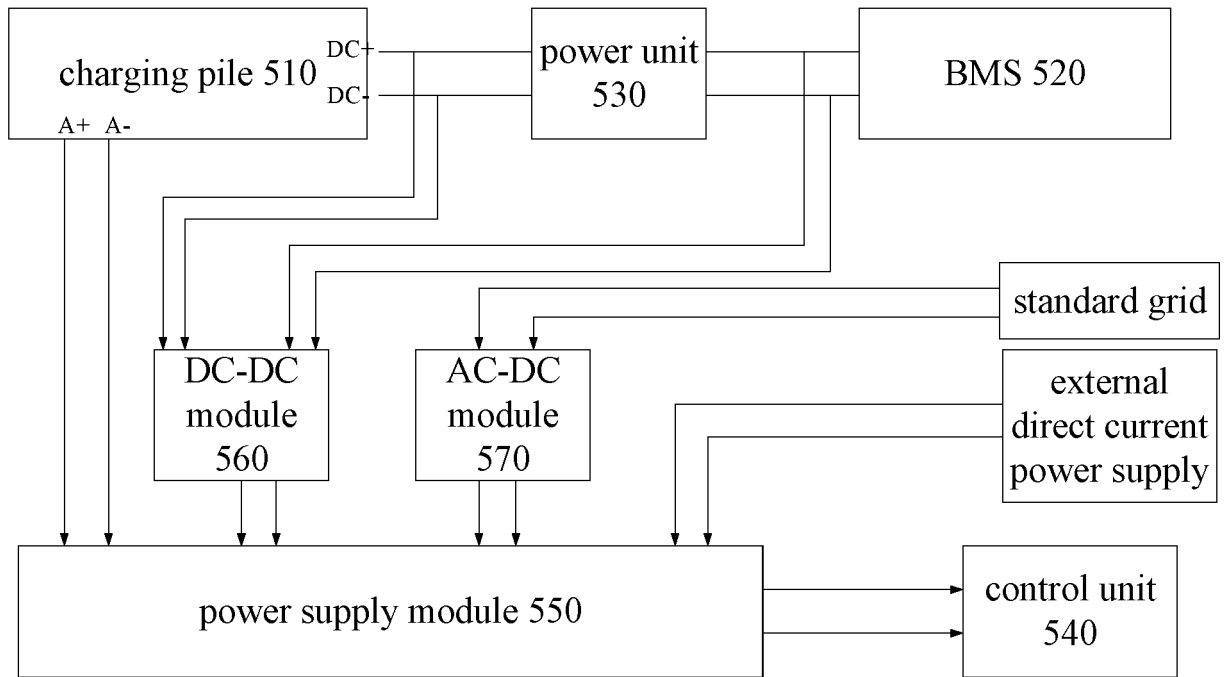 charging pile 510
DC+
DC-
A+ A-
power unit
530
BMS 520
standard grid
DC-DC
module
560
AC-DC
module
570
external
direct current
power supply
power supply module 550
control unit
540